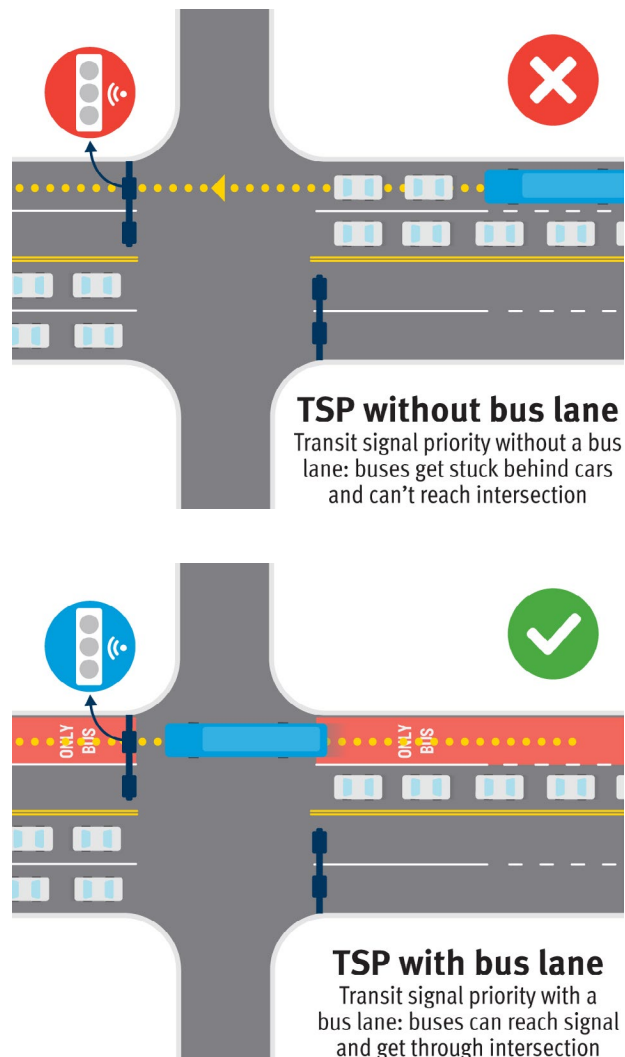 TSP without bus lane
Transit signal priority without a bus
lane: buses get stuck behind cars
and can't reach intersection
ONLY
BUS
ONLY
BUS
TSP with bus lane
Transit signal priority with a
bus lane: buses can reach signal
and get through intersection